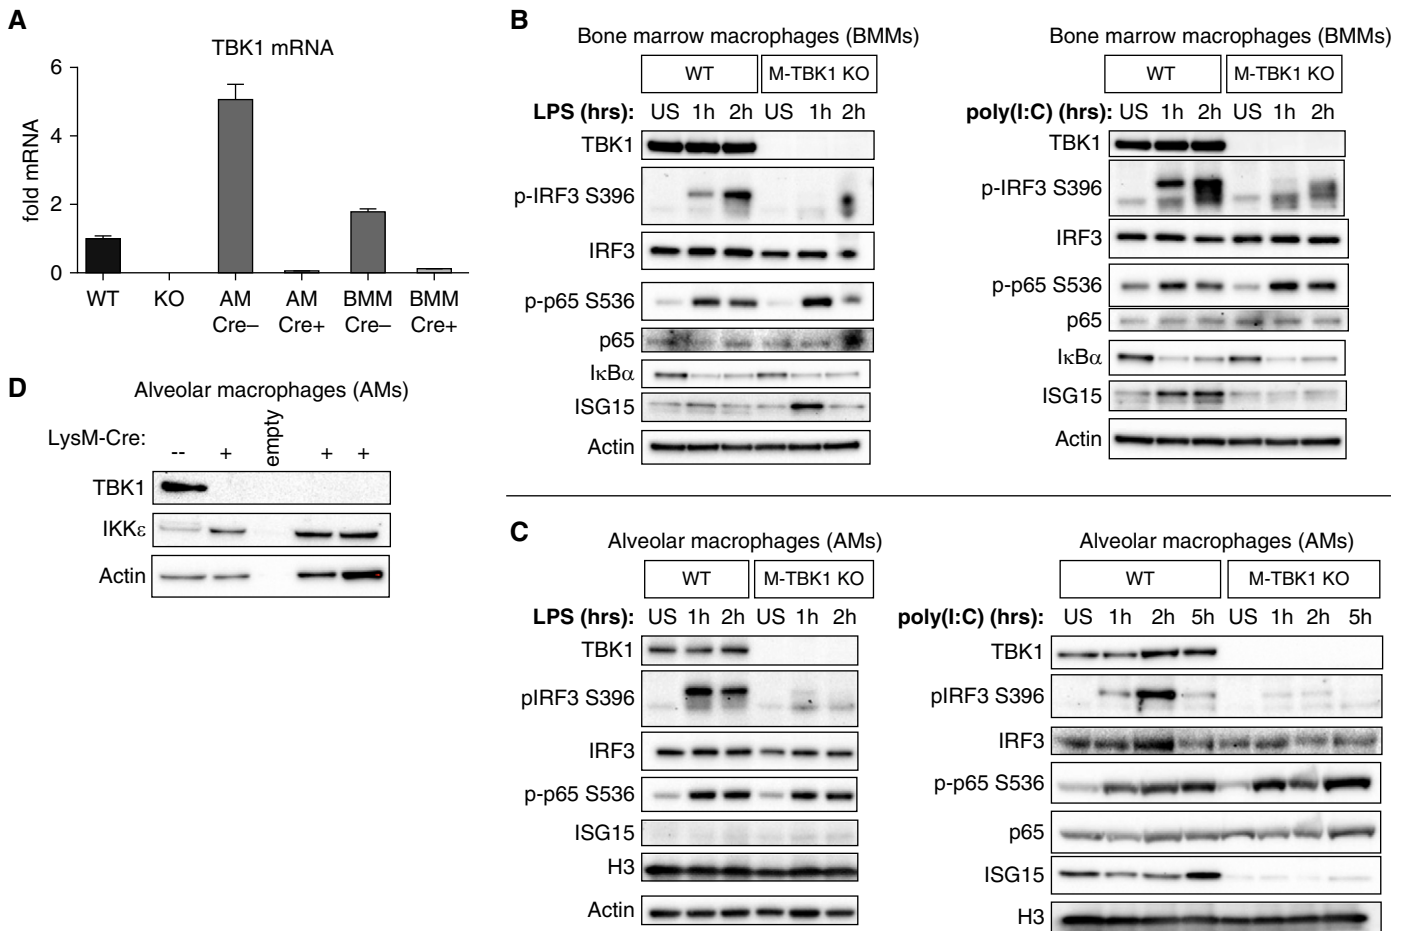 A
TBK1 mRNA
fold mRNA
6
4
2
0
WT KO AM BMM AM BMM
Cre– Cre+ Cre– Cre+
B
Bone marrow macrophages (BMMs)
WT M-TBK1 KO
LPS (hrs): US 1h 2h US 1h 2h
TBK1
p-IRF3 S396
IRF3
p-p65 S536
p65
IκBα
ISG15
Actin
Bone marrow macrophages (BMMs)
WT M-TBK1 KO
poly(I:C) (hrs): US 1h 2h US 1h 2h
TBK1
p-IRF3 S396
IRF3
p-p65 S536
p65
IκBα
ISG15
Actin
D
Alveolar macrophages (AMs)
LysM-Cre:
-- + empty + +
TBK1
IKKε
Actin
C
Alveolar macrophages (AMs)
WT M-TBK1 KO
LPS (hrs): US 1h 2h US 1h 2h
TBK1
pIRF3 S396
IRF3
p-p65 S536
ISG15
H3
Actin
Alveolar macrophages (AMs)
WT M-TBK1 KO
poly(I:C) (hrs): US 1h 2h 5h US 1h 2h 5h
TBK1
pIRF3 S396
IRF3
p-p65 S536
p65
ISG15
H3